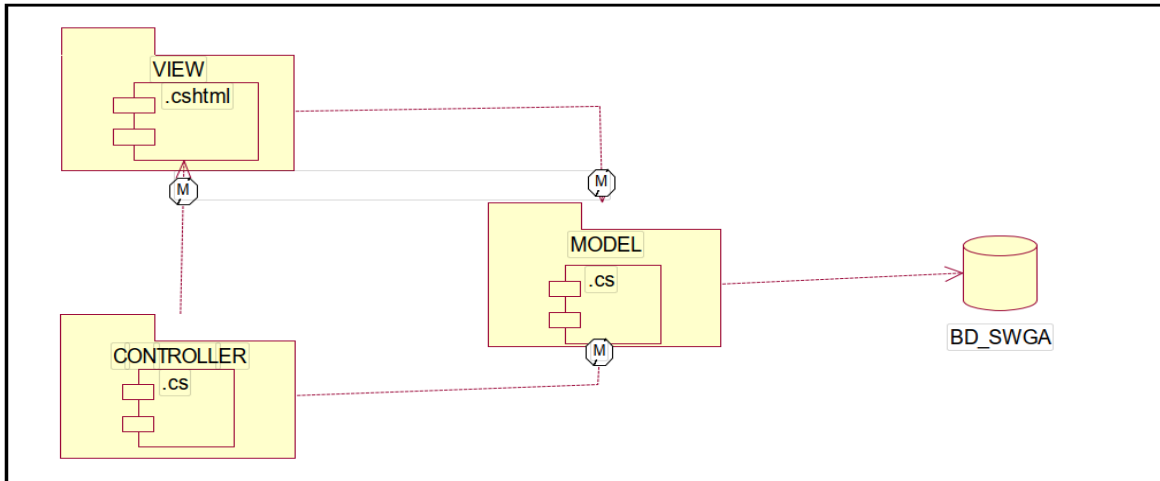 VIEW
.cshtml
M
M
MODEL
.cs
BD_SWGA
M
CONTROLLER
.cs